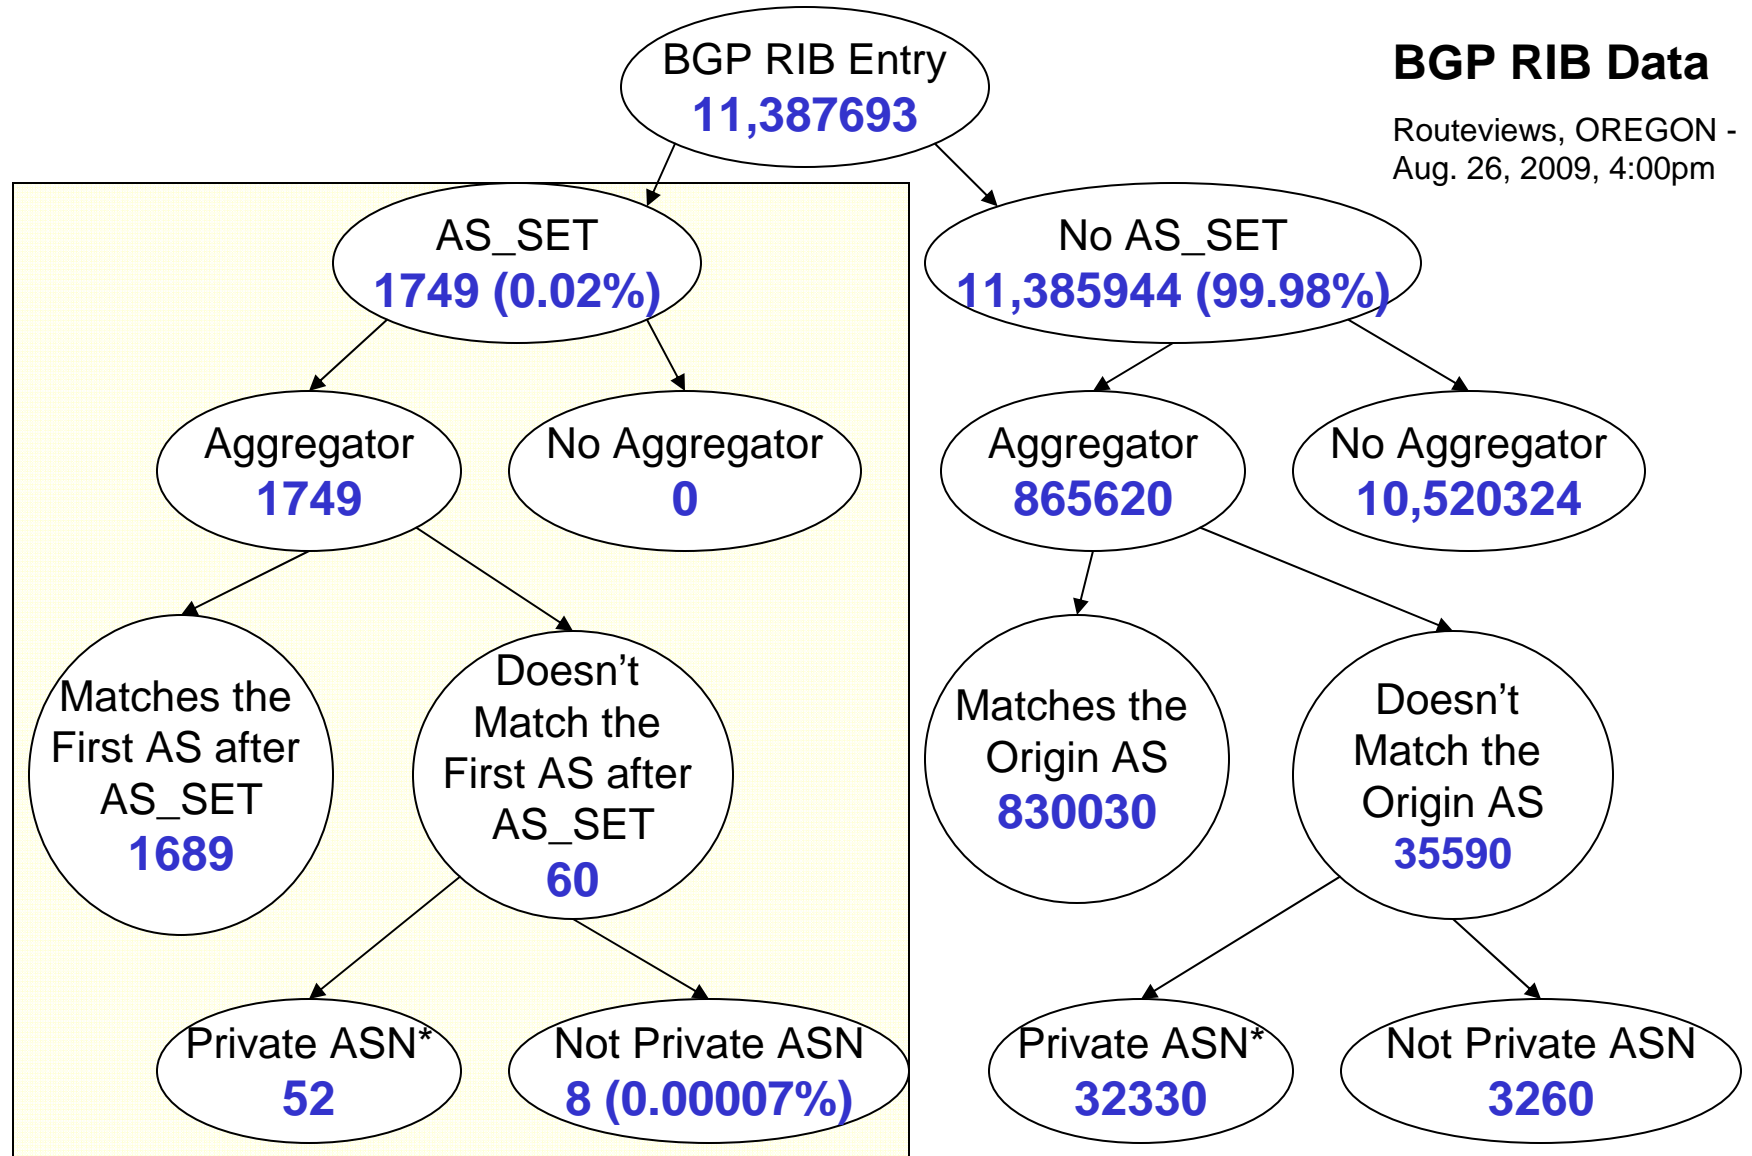 BGP RIB Entry
11,387693
BGP RIB Data
Routeviews, OREGON -
Aug. 26, 2009, 4:00pm
AS_SET
1749 (0.02%)
No AS_SET
11,385944 (99.98%)
Aggregator
1749
No Aggregator
0
Aggregator
865620
No Aggregator
10,520324
Matches the
First AS after
AS_SET
1689
Doesn’t
Match the
First AS after
AS_SET
60
Matches the
Origin AS
830030
Doesn’t
Match the
Origin AS
35590
Private ASN*
52
Not Private ASN
8 (0.00007%)
Private ASN*
32330
Not Private ASN
3260